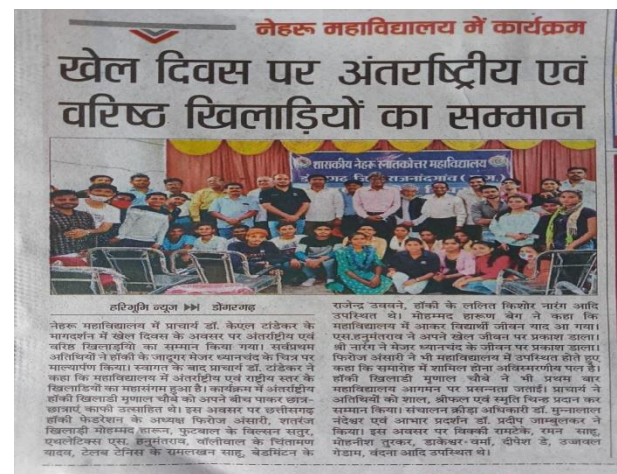 नेहरू महाविद्यालय में कार्यक्रम
खेल दिवस पर अंतर्राष्ट्रीय एवं
वरिष्ठ खिलाड़ियों का सम्मान
शासकीय नेहरू स्नातकोत्तर महाविद्यालय
राजनांदगांव
हरिभूमि न्यूज डोंगरगढ़
नेहरू महाविद्यालय में प्राचार्य डॉ. केएल टांडेकर के
मागदर्शन में खेल दिवस के अवसर पर अंतर्राष्ट्रीय एवं
वरिष्ठ खिलाड़ियों का सम्मान किया गया। सर्वप्रथम
अतिथियों ने हॉकी के जादूगर मेजर ध्यानचंद के चित्र पर
माल्यार्पण किया। स्वागत के बाद प्राचार्य डॉ. टांडेकर ने
कहा कि महाविद्यालय में अंतर्राष्ट्रीय एवं राष्ट्रीय स्तर के
खिलाड़ियों का महासंगम हुआ है। कार्यक्रम में अंतर्राष्ट्रीय
हॉकी खिलाड़ी मृणाल चौबे को अपने बीच पाकर छात्र-
छात्राएं काफी उत्साहित थे। इस अवसर पर छत्तीसगढ़
हॉकी फेडरेशन के अध्यक्ष फिरोज अंसारी, शतरंज
खिलाड़ी मोहम्मद हारून, फुटबाल के विल्सन सतुर,
एथलेटिक्स एस. हनुमंतराव, वॉलीवाल के चिंतामण
यादव, टेलब टेनिस के रामलखन साहू, बेडमिंटन के
राजेन्द्र उबवने, हॉकी के ललित किशोर नारंग आदि
उपस्थित थे। मोहम्मद हारूण बेग ने कहा कि
महाविद्यालय में आकर विद्यार्थी जीवन याद आ गया।
एस.हनुमंतराव ने अपने खेल जीवन पर प्रकाश डाला।
श्री नारंग ने मेजर ध्यानचंद के जीवन पर प्रकाश डाला।
फिरोज अंसारी ने भी महाविद्यालय में उपस्थित होते हुए
कहा कि समारोह में शामिल होना अविस्मरणीय पल है।
हॉकी खिलाड़ी मृणाल चौबे ने भी प्रथम बार
महाविद्यालय आगमन पर प्रसन्नता जताई। प्राचार्य ने
अतिथियों को शाल, श्रीफल एवं स्मृति चिन्ह प्रदान कर
सम्मान किया। संचालन क्रीड़ा अधिकारी डॉ. मुन्नालाल
नंदेश्वर एवं आभार प्रदर्शन डॉ. प्रदीप जाम्बुलकर ने
किया। इस अवसर पर विक्की रामटेके, रमन साहू,
मोहनीश तुरकर, डाकेश्वर वर्मा, दीपेश डे, उज्जवल
गेडाम, वंदना आदि उपस्थित थे।